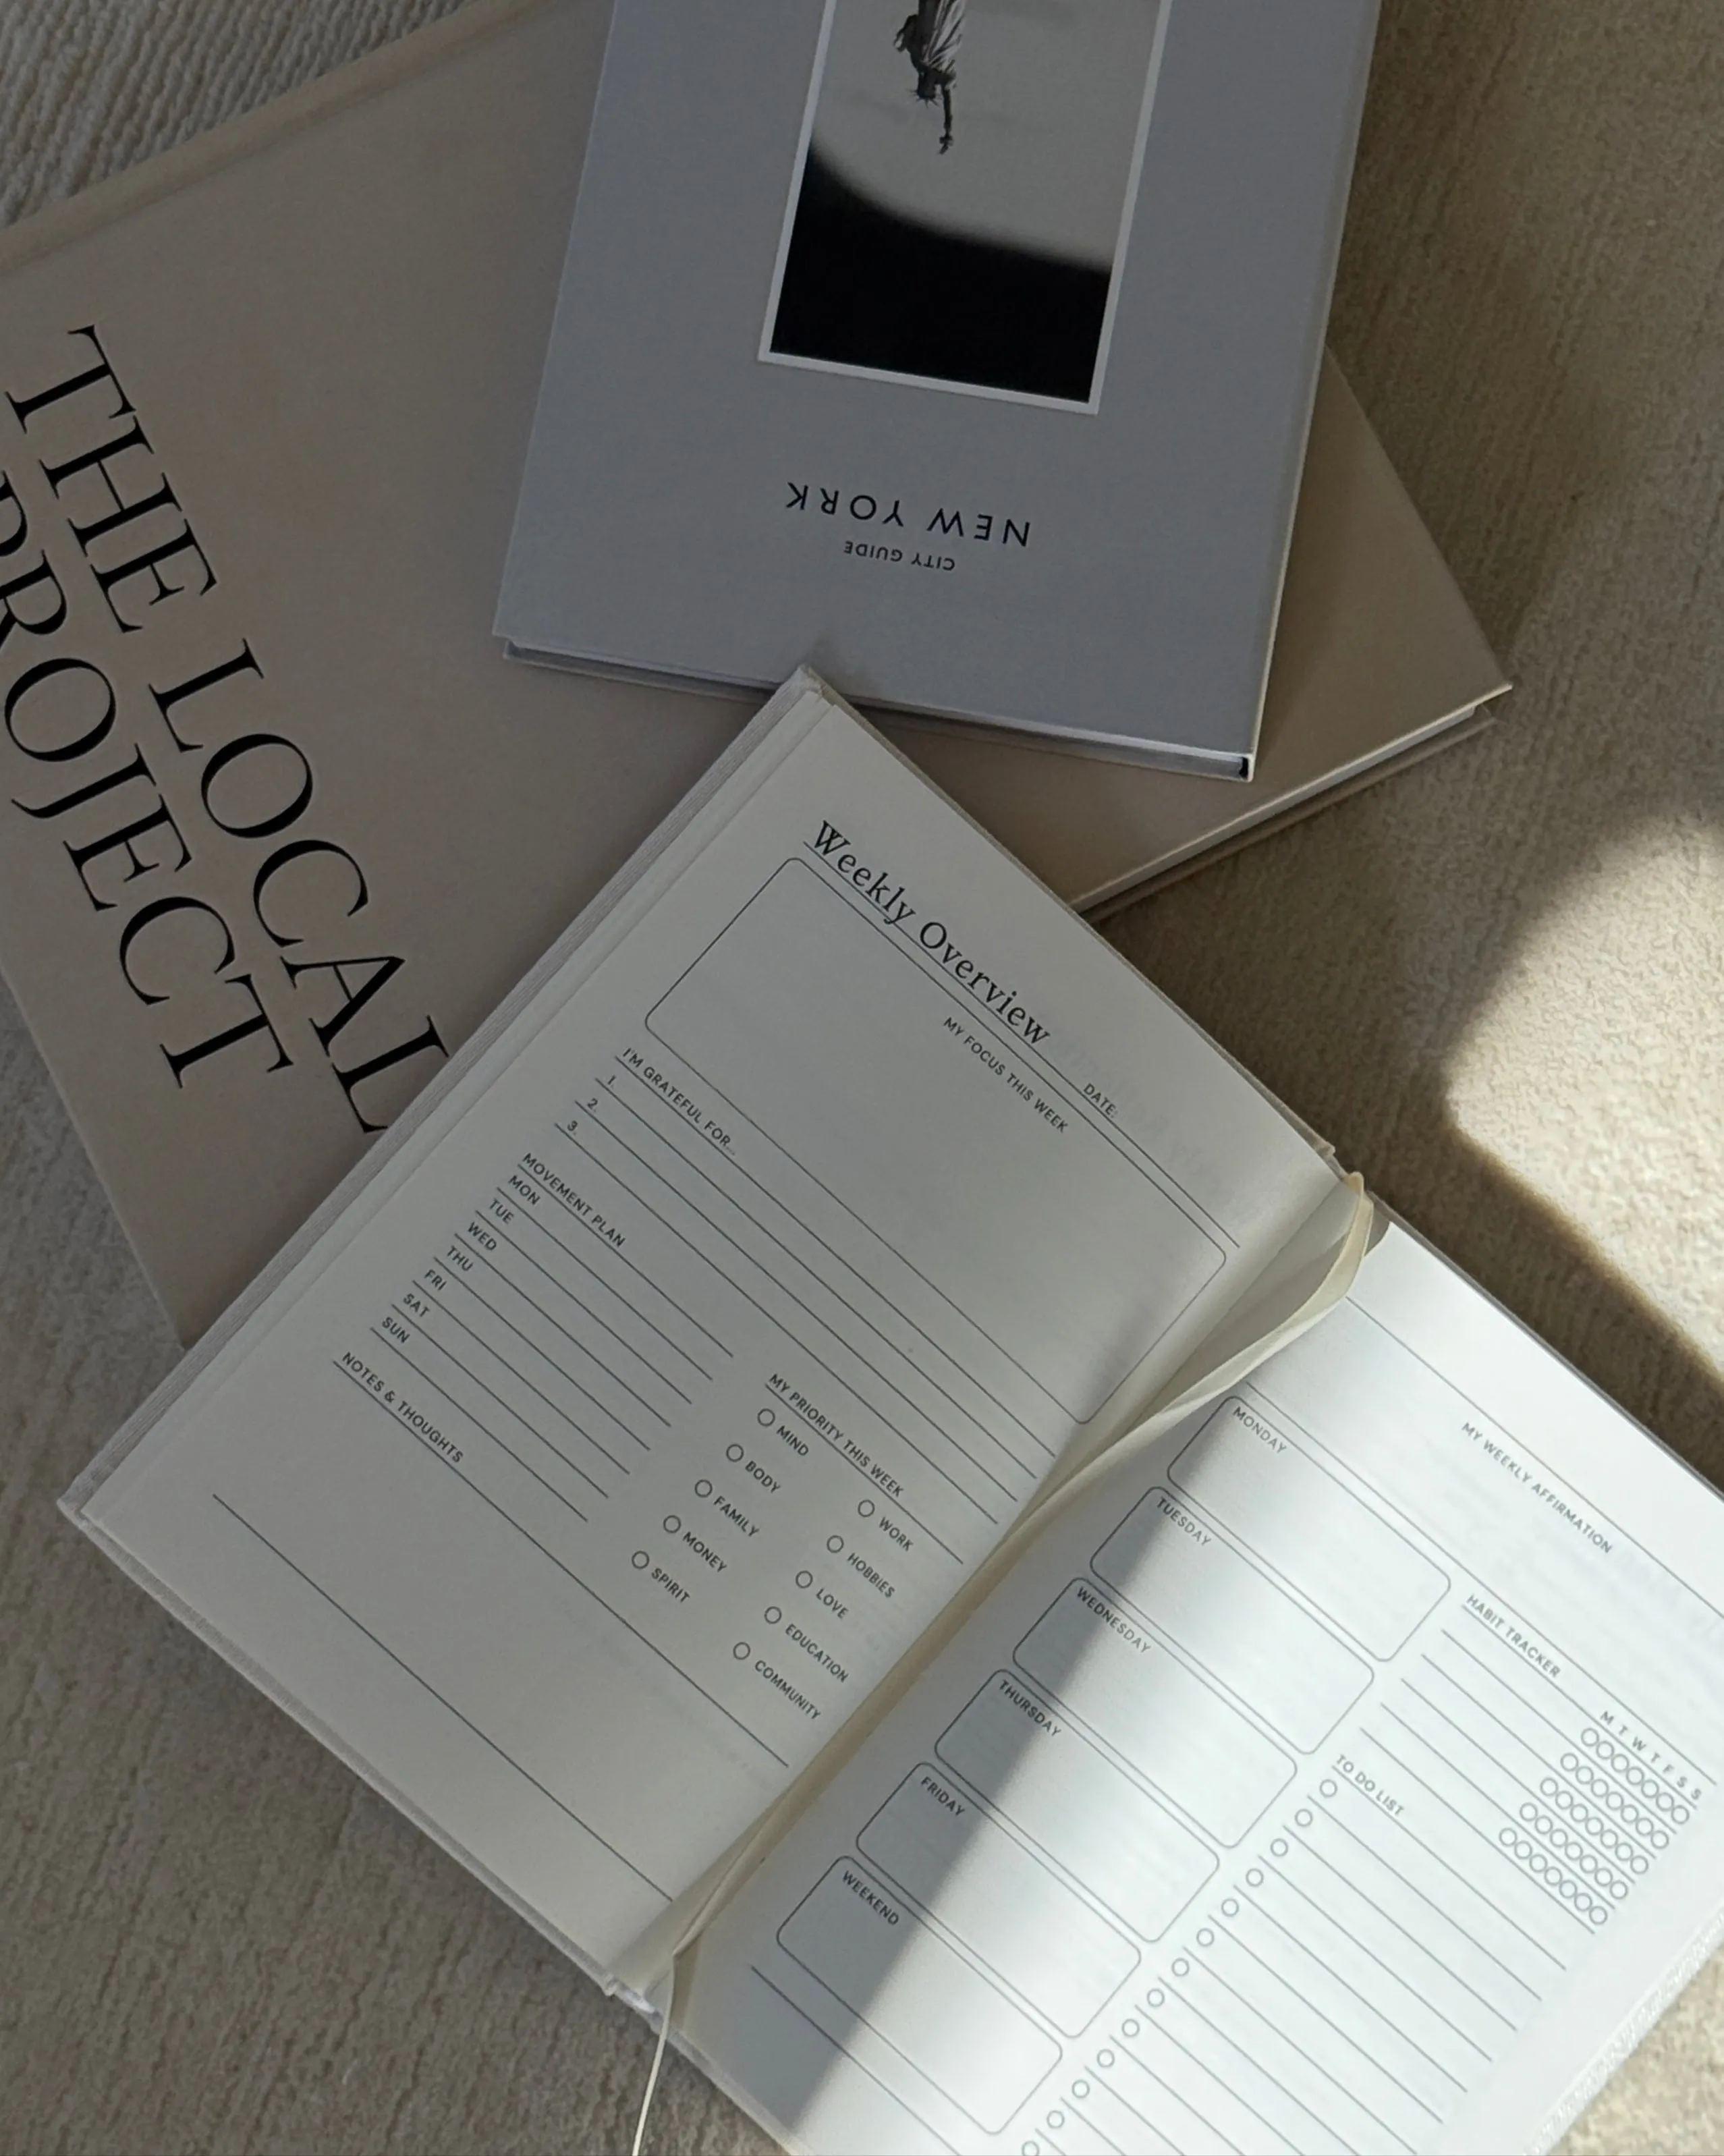 THE LOCAL
PROJECT
NEW YORK
CITY GUIDE
Weekly Overview
DATE:
MY FOCUS THIS WEEK
I'M GRATEFUL FOR...
1.
2.
3.
MOVEMENT PLAN
MON
TUE
WED
THU
FRI
SAT
SUN
MY PRIORITY THIS WEEK
MIND WORK
BODY HOBBIES
FAMILY LOVE
MONEY EDUCATION
SPIRIT COMMUNITY
NOTES & THOUGHTS
MY WEEKLY AFFIRMATION
MONDAY
TUESDAY
WEDNESDAY
THURSDAY
FRIDAY
WEEKEND
HABIT TRACKER
M T W T F S S
TO DO LIST